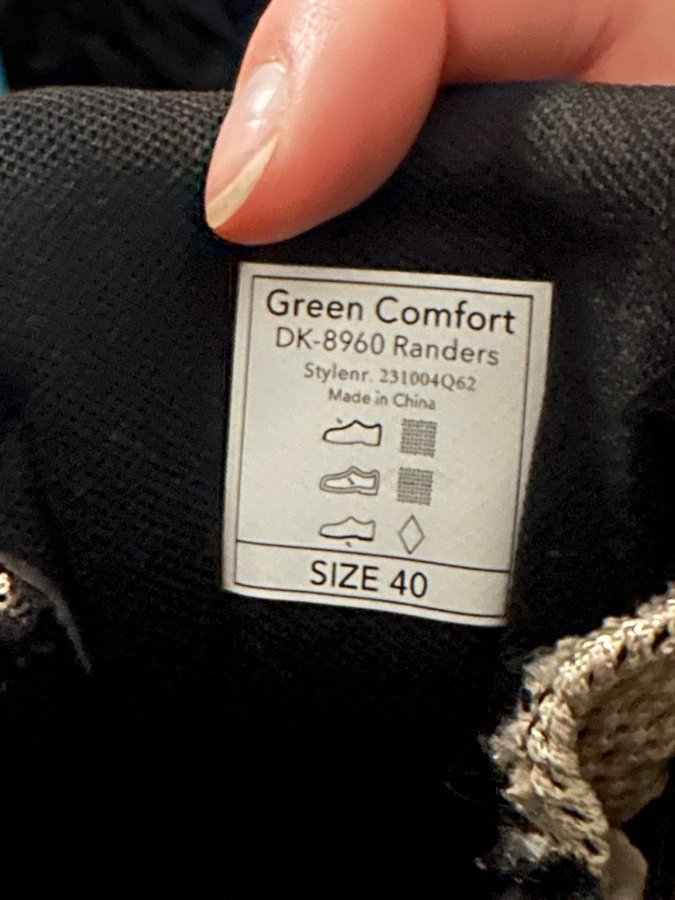 Green Comfort
DK-8960 Randers
Stylenr. 231004Q62
Made in China
SIZE 40